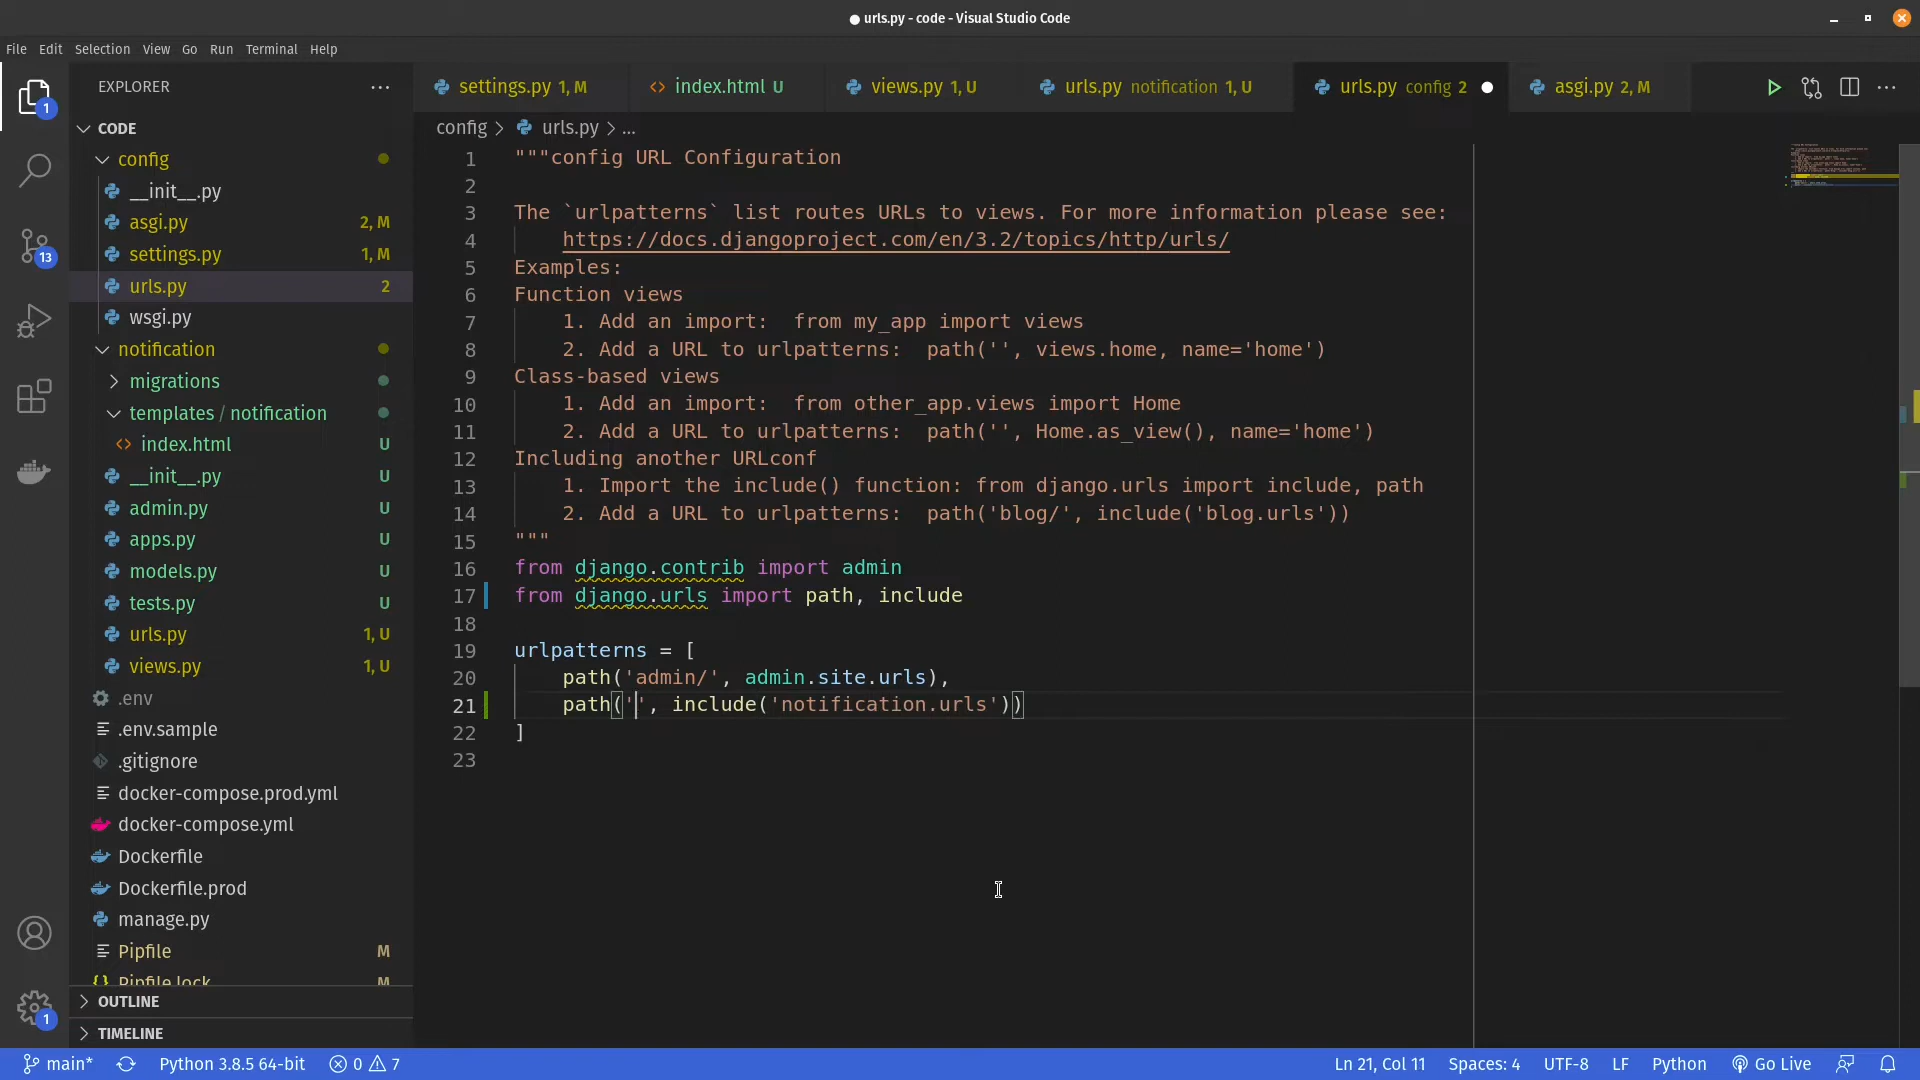 urls.py - code - Visual Studio Code
File Edit Selection View Go Run Terminal Help
EXPLORER
settings.py 1, M
index.html U
views.py 1, U
urls.py notification 1, U
urls.py config 2
asgi.py 2, M
CODE
config > urls.py > ...
config
__init__.py
asgi.py 2, M
settings.py 1, M
urls.py 2
wsgi.py
notification
migrations
templates / notification
index.html U
__init__.py U
admin.py U
apps.py U
models.py U
tests.py U
urls.py 1, U
views.py 1, U
.env
.env.sample
.gitignore
docker-compose.prod.yml
docker-compose.yml
Dockerfile
Dockerfile.prod
manage.py
Pipfile M
Pipfile.lock M
OUTLINE
TIMELINE
1
13
1
1 """config URL Configuration
2
3 The `urlpatterns` list routes URLs to views. For more information please see:
4 https://docs.djangoproject.com/en/3.2/topics/http/urls/
5 Examples:
6 Function views
7 1. Add an import:  from my_app import views
8 2. Add a URL to urlpatterns:  path('', views.home, name='home')
9 Class-based views
10 1. Add an import:  from other_app.views import Home
11 2. Add a URL to urlpatterns:  path('', Home.as_view(), name='home')
12 Including another URLconf
13 1. Import the include() function: from django.urls import include, path
14 2. Add a URL to urlpatterns:  path('blog/', include('blog.urls'))
15 """
16 from django.contrib import admin
17 from django.urls import path, include
18
19 urlpatterns = [
20 path('admin/', admin.site.urls),
21 path('', include('notification.urls'))
22 ]
23
main* Python 3.8.5 64-bit 0 7 Ln 21, Col 11 Spaces: 4 UTF-8 LF Python Go Live